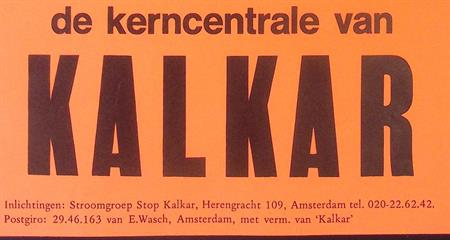 de kerncentrale van
KALKAR
Inlichtingen: Stroomgroep Stop Kalkar, Herengracht 109, Amsterdam tel. 020-22.62.42.
Postgiro: 29.46.163 van E.Wasch, Amsterdam, met verm. van 'Kalkar'